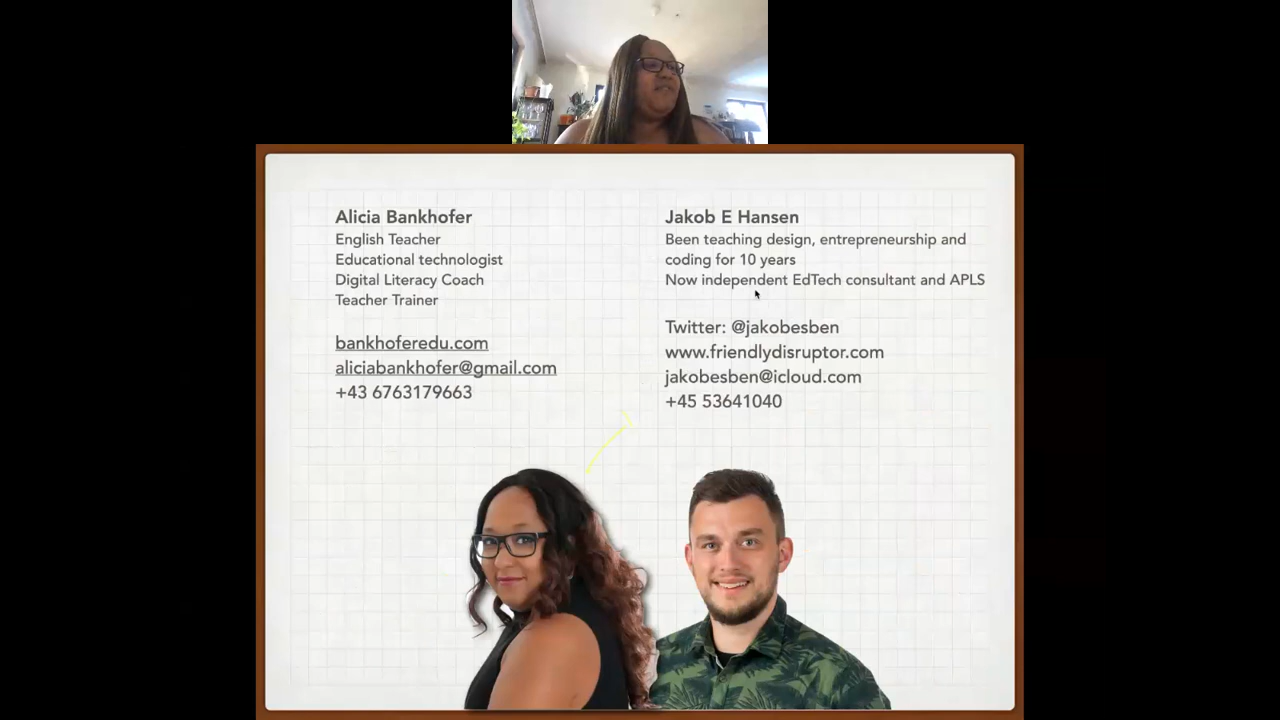 Alicia Bankhofer
English Teacher
Educational technologist
Digital Literacy Coach
Teacher Trainer
bankhoferedu.com
aliciabankhofer@gmail.com
+43 6763179663
Jakob E Hansen
Been teaching design, entrepreneurship and
coding for 10 years
Now independent EdTech consultant and APLS
Twitter: @jakobesben
www.friendlydisruptor.com
jakobesben@icloud.com
+45 53641040